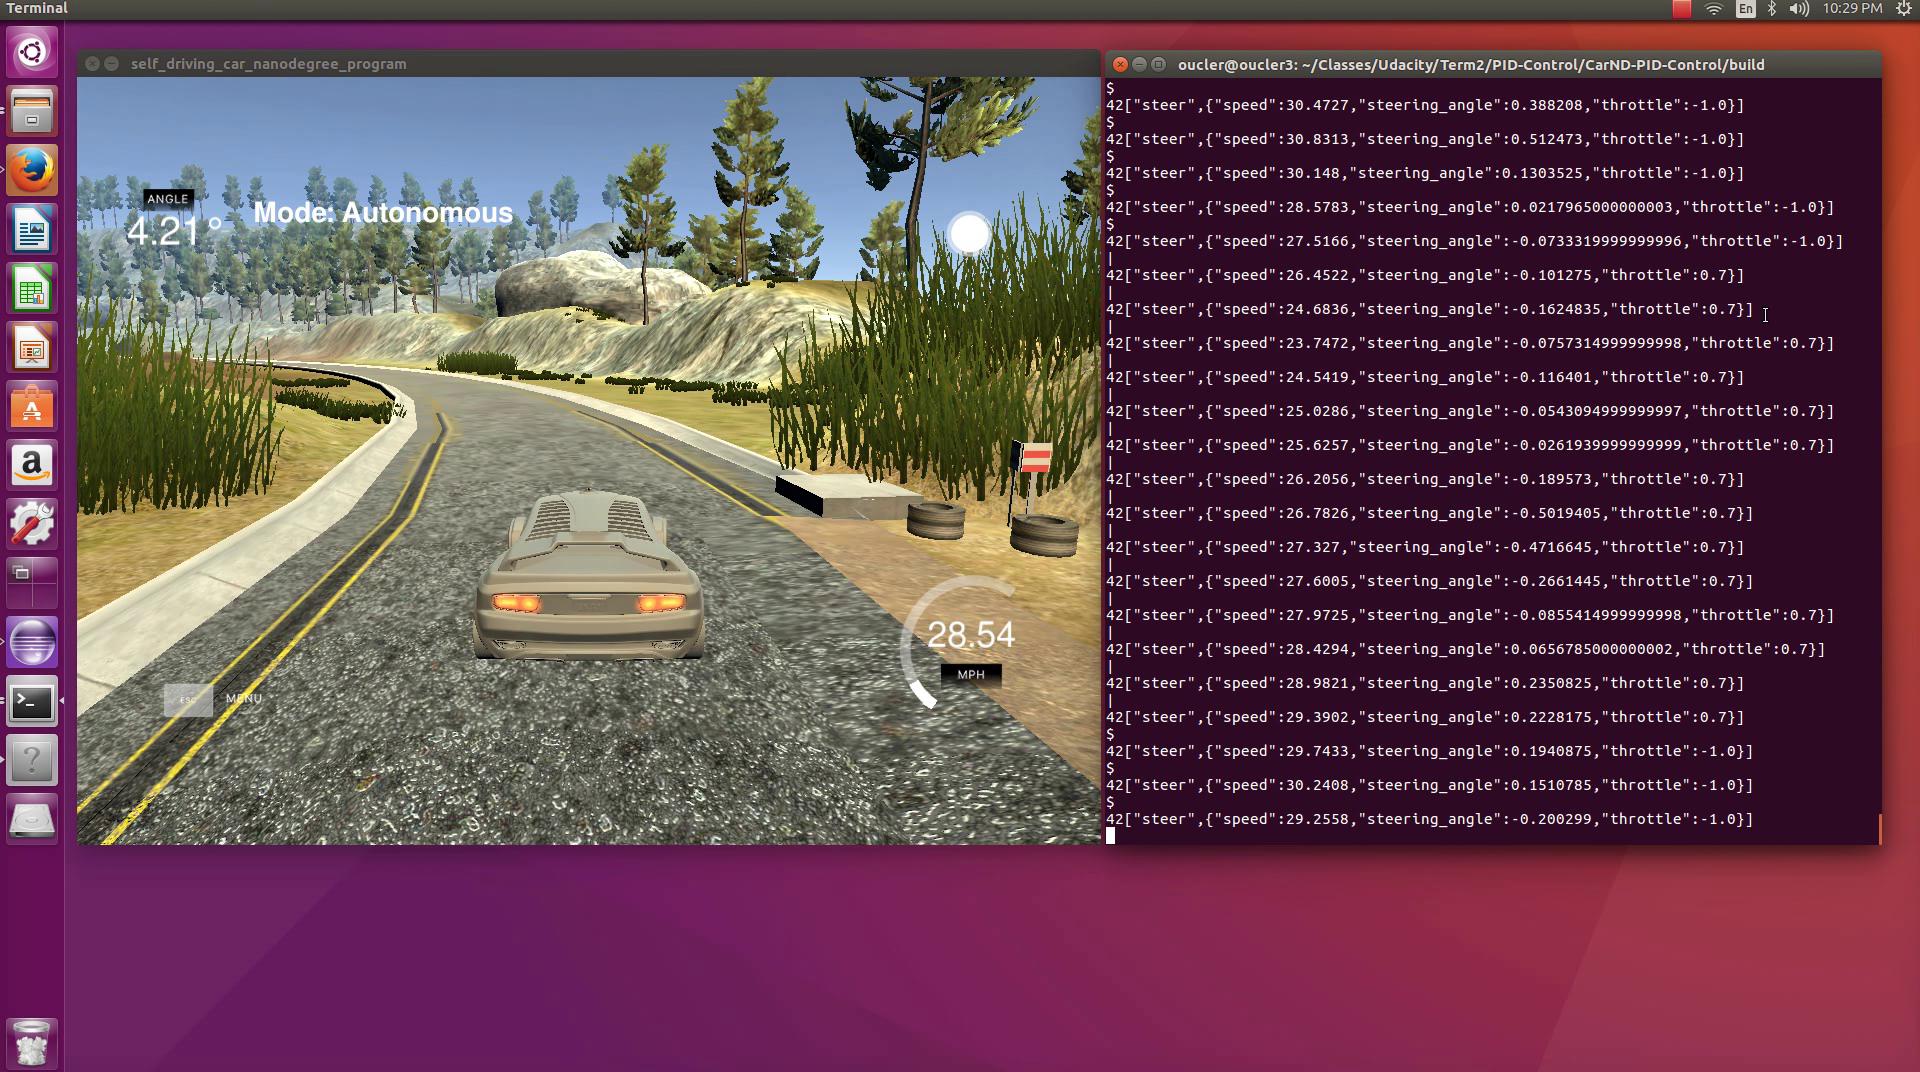 Terminal
En
10:29 PM
self_driving_car_nanodegree_program
ANGLE
4.21°
Mode: Autonomous
28.54
MPH
ESC
MENU
oucler@oucler3: ~/Classes/Udacity/Term2/PID-Control/CarND-PID-Control/build
$
42["steer",{"speed":30.4727,"steering_angle":0.388208,"throttle":-1.0}]
$
42["steer",{"speed":30.8313,"steering_angle":0.512473,"throttle":-1.0}]
$
42["steer",{"speed":30.148,"steering_angle":0.1303525,"throttle":-1.0}]
$
42["steer",{"speed":28.5783,"steering_angle":0.0217965000000003,"throttle":-1.0}]
$
42["steer",{"speed":27.5166,"steering_angle":-0.0733319999999996,"throttle":-1.0}]
|
42["steer",{"speed":26.4522,"steering_angle":-0.101275,"throttle":0.7}]
|
42["steer",{"speed":24.6836,"steering_angle":-0.1624835,"throttle":0.7}]
|
42["steer",{"speed":23.7472,"steering_angle":-0.0757314999999998,"throttle":0.7}]
|
42["steer",{"speed":24.5419,"steering_angle":-0.116401,"throttle":0.7}]
|
42["steer",{"speed":25.0286,"steering_angle":-0.0543094999999997,"throttle":0.7}]
|
42["steer",{"speed":25.6257,"steering_angle":-0.0261939999999999,"throttle":0.7}]
|
42["steer",{"speed":26.2056,"steering_angle":-0.189573,"throttle":0.7}]
|
42["steer",{"speed":26.7826,"steering_angle":-0.5019405,"throttle":0.7}]
|
42["steer",{"speed":27.327,"steering_angle":-0.4716645,"throttle":0.7}]
|
42["steer",{"speed":27.6005,"steering_angle":-0.2661445,"throttle":0.7}]
|
42["steer",{"speed":27.9725,"steering_angle":-0.0855414999999998,"throttle":0.7}]
|
42["steer",{"speed":28.4294,"steering_angle":0.0656785000000002,"throttle":0.7}]
|
42["steer",{"speed":28.9821,"steering_angle":0.2350825,"throttle":0.7}]
|
42["steer",{"speed":29.3902,"steering_angle":0.2228175,"throttle":0.7}]
$
42["steer",{"speed":29.7433,"steering_angle":0.1940875,"throttle":-1.0}]
$
42["steer",{"speed":30.2408,"steering_angle":0.1510785,"throttle":-1.0}]
$
42["steer",{"speed":29.2558,"steering_angle":-0.200299,"throttle":-1.0}]